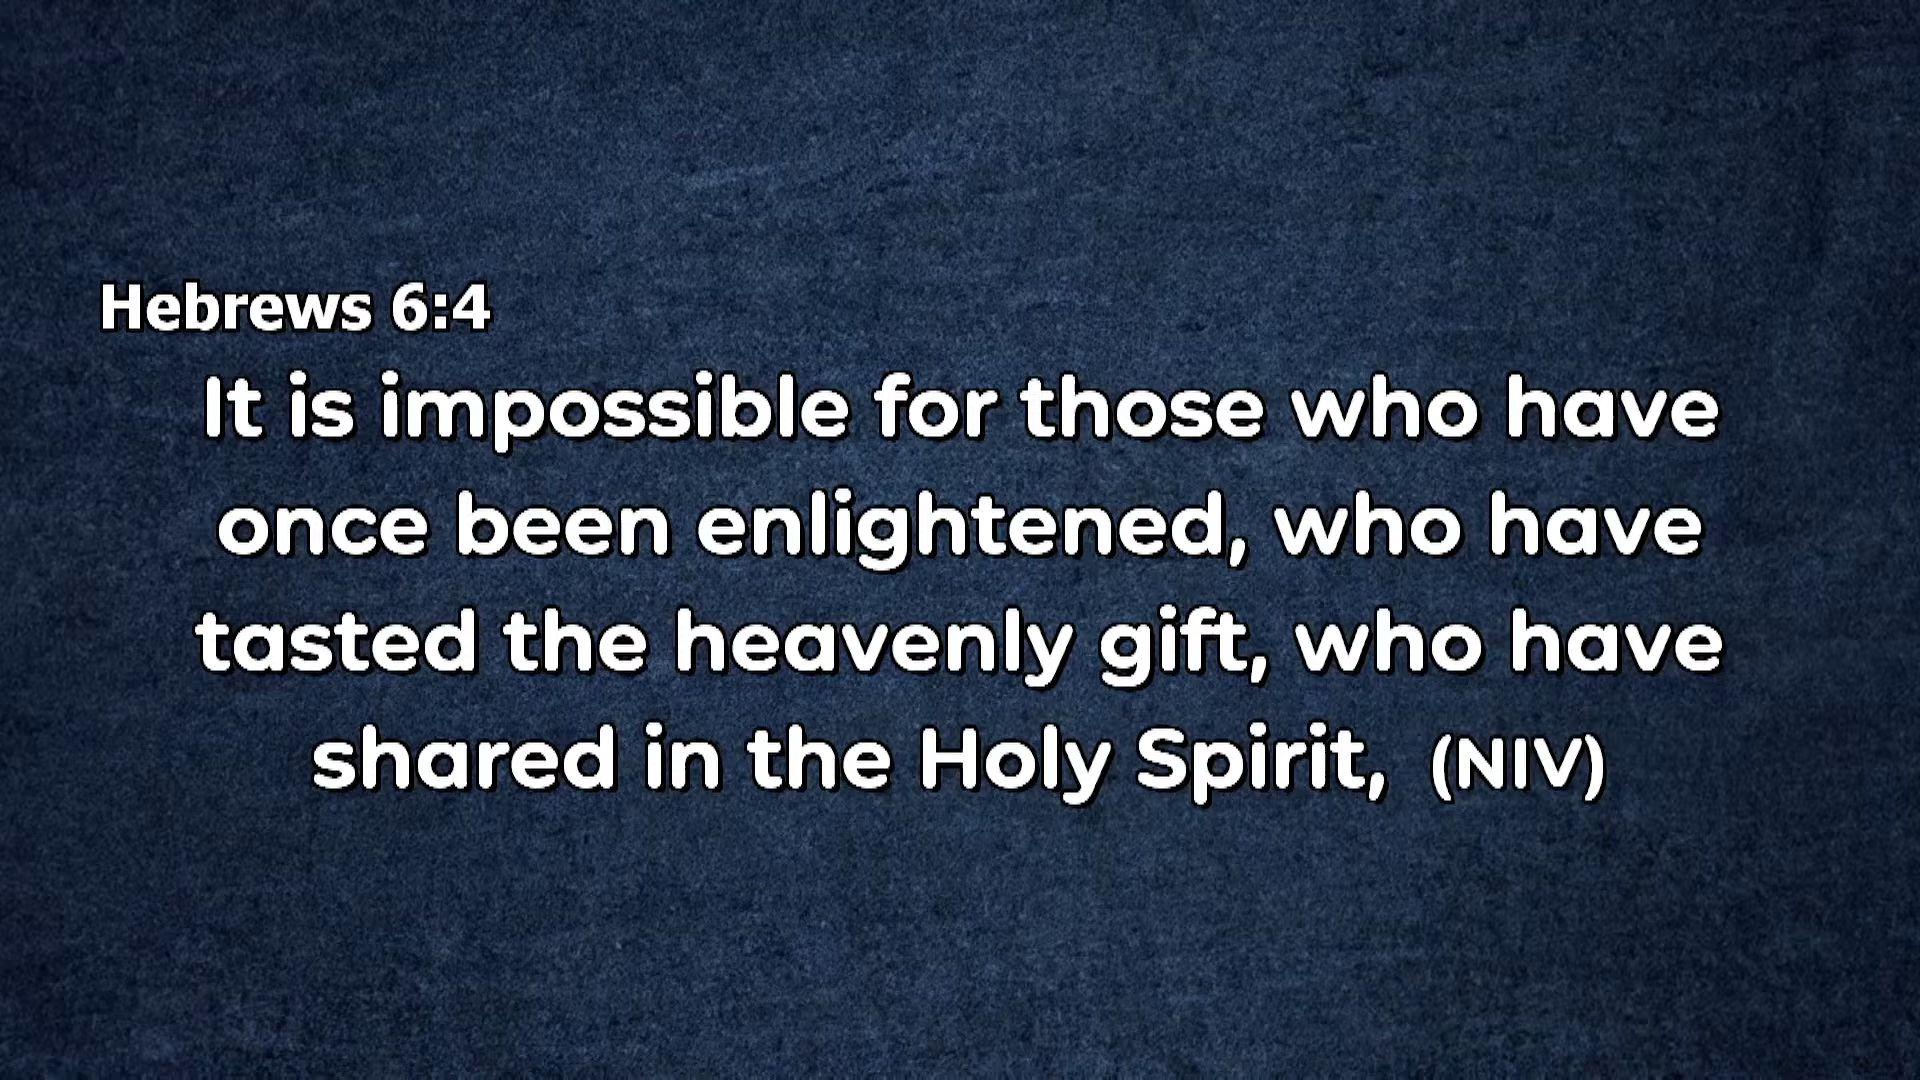 Hebrews 6:4
It is impossible for those who have
once been enlightened, who have
tasted the heavenly gift, who have
shared in the Holy Spirit, (NIV)